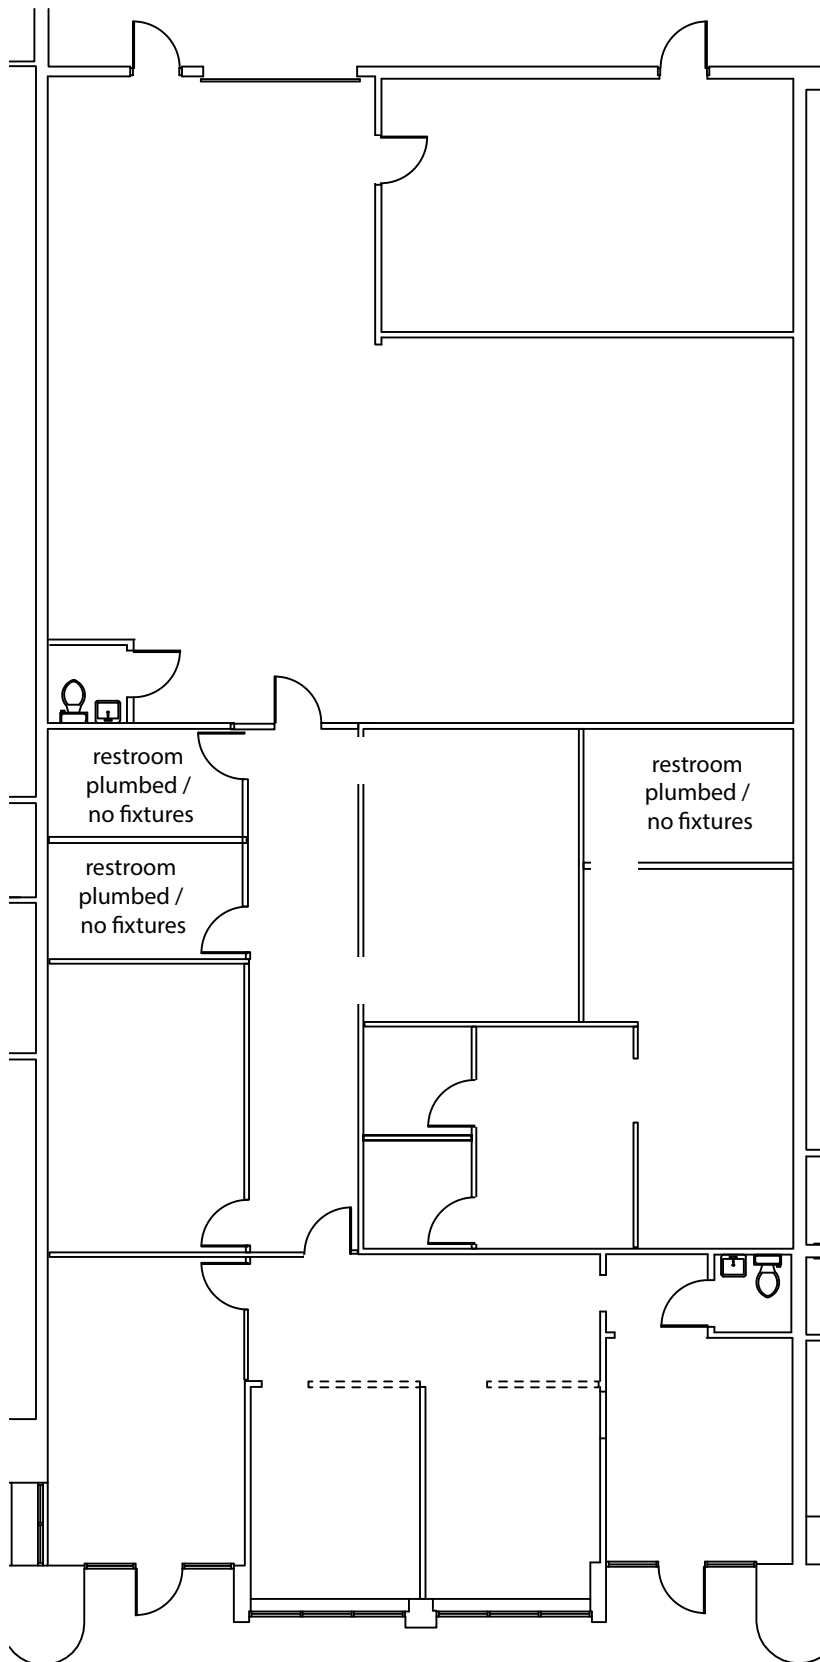 restroom
plumbed /
no fixtures
restroom
plumbed /
no fixtures
restroom
plumbed /
no fixtures